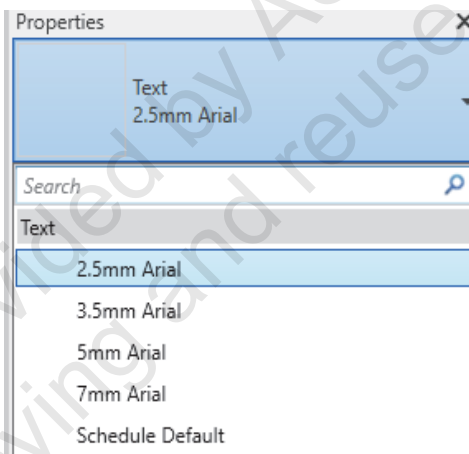 Properties
Text
2.5mm Arial
Search
Text
2.5mm Arial
3.5mm Arial
5mm Arial
7mm Arial
Schedule Default